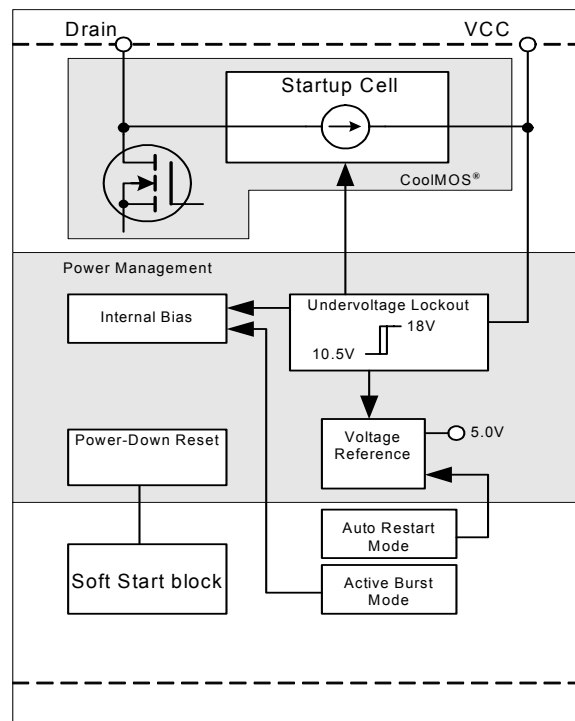 Drain
VCC
Startup Cell
CoolMOS®
Power Management
Internal Bias
Undervoltage Lockout
18V
10.5V
Power-Down Reset
Voltage
Reference
5.0V
Auto Restart
Mode
Soft Start block
Active Burst
Mode